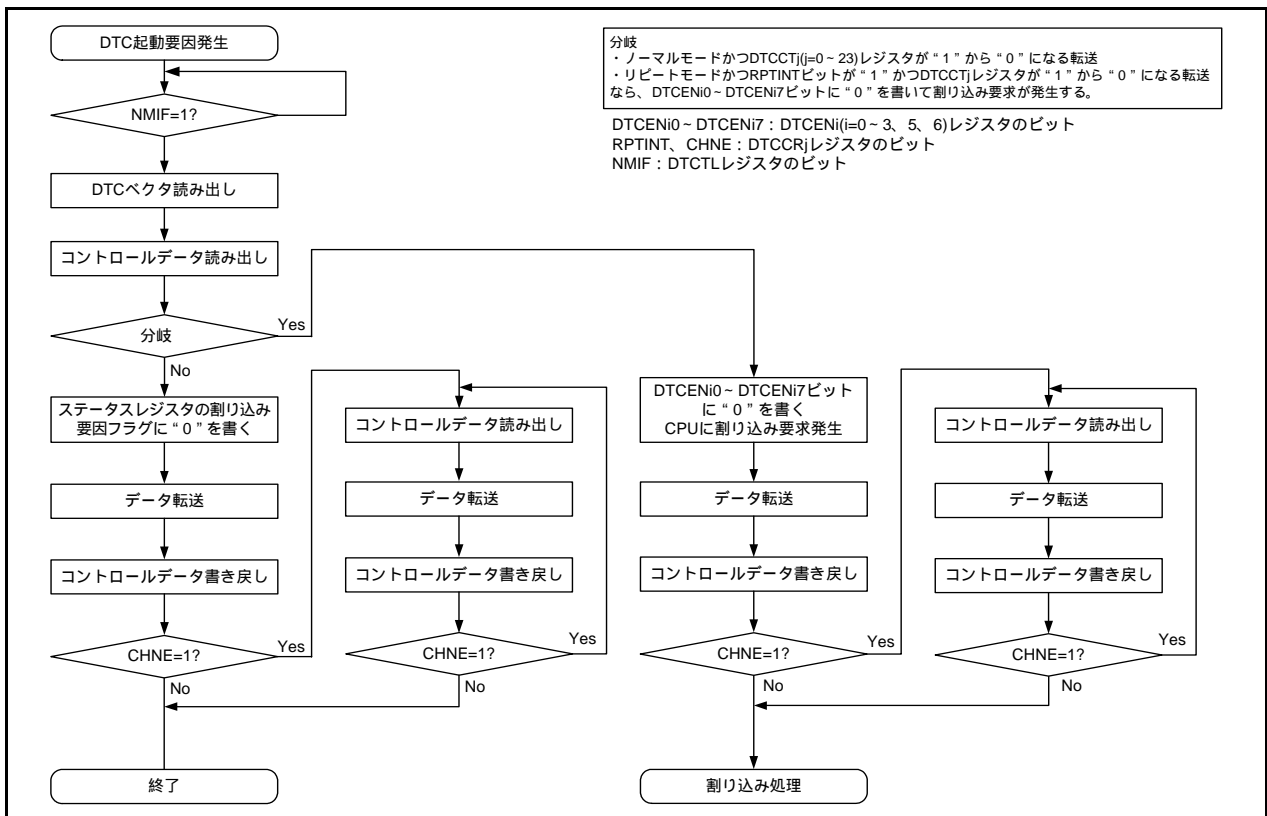 DTC起動要因発生
NMIF=1?
DTCベクタ読み出し
コントロールデータ読み出し
分岐
Yes
No
ステータスレジスタの割り込み
要因フラグに“0”を書く
データ転送
コントロールデータ書き戻し
CHNE=1?
Yes
No
終了
コントロールデータ読み出し
データ転送
コントロールデータ書き戻し
CHNE=1?
Yes
No
分岐
・ノーマルモードかつDTCCTj(j=0~23)レジスタが“1”から“0”になる転送
・リピートモードかつRPTINTビットが“1”かつDTCCTjレジスタが“1”から“0”になる転送
なら、DTCENi0~DTCENi7ビットに“0”を書いて割り込み要求が発生する。
DTCENi0~DTCENi7:DTCENi(i=0~3、5、6)レジスタのビット
RPTINT、CHNE:DTCCRjレジスタのビット
NMIF:DTCTLレジスタのビット
DTCENi0~DTCENi7ビット
に“0”を書く
CPUに割り込み要求発生
データ転送
コントロールデータ書き戻し
CHNE=1?
Yes
No
割り込み処理
コントロールデータ読み出し
データ転送
コントロールデータ書き戻し
CHNE=1?
Yes
No